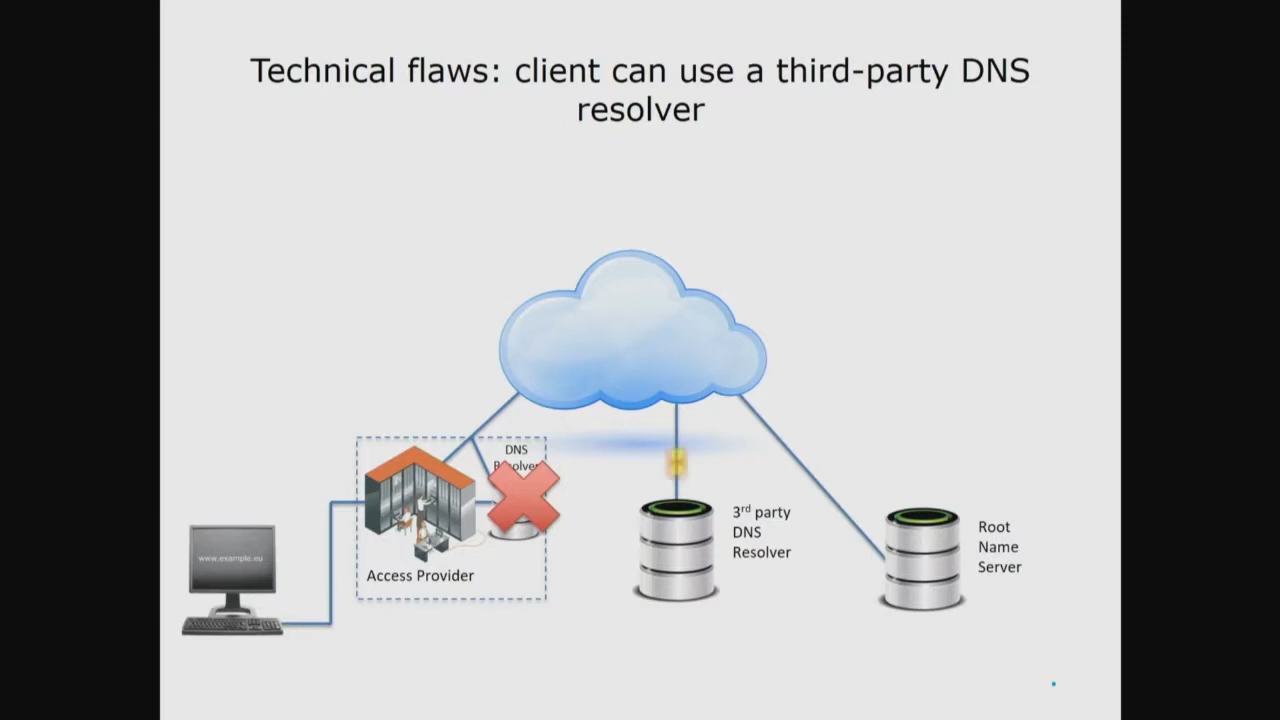 Technical flaws: client can use a third-party DNS
resolver
DNS
Resolver
www.example.eu
Access Provider
3rd party
DNS
Resolver
Root
Name
Server